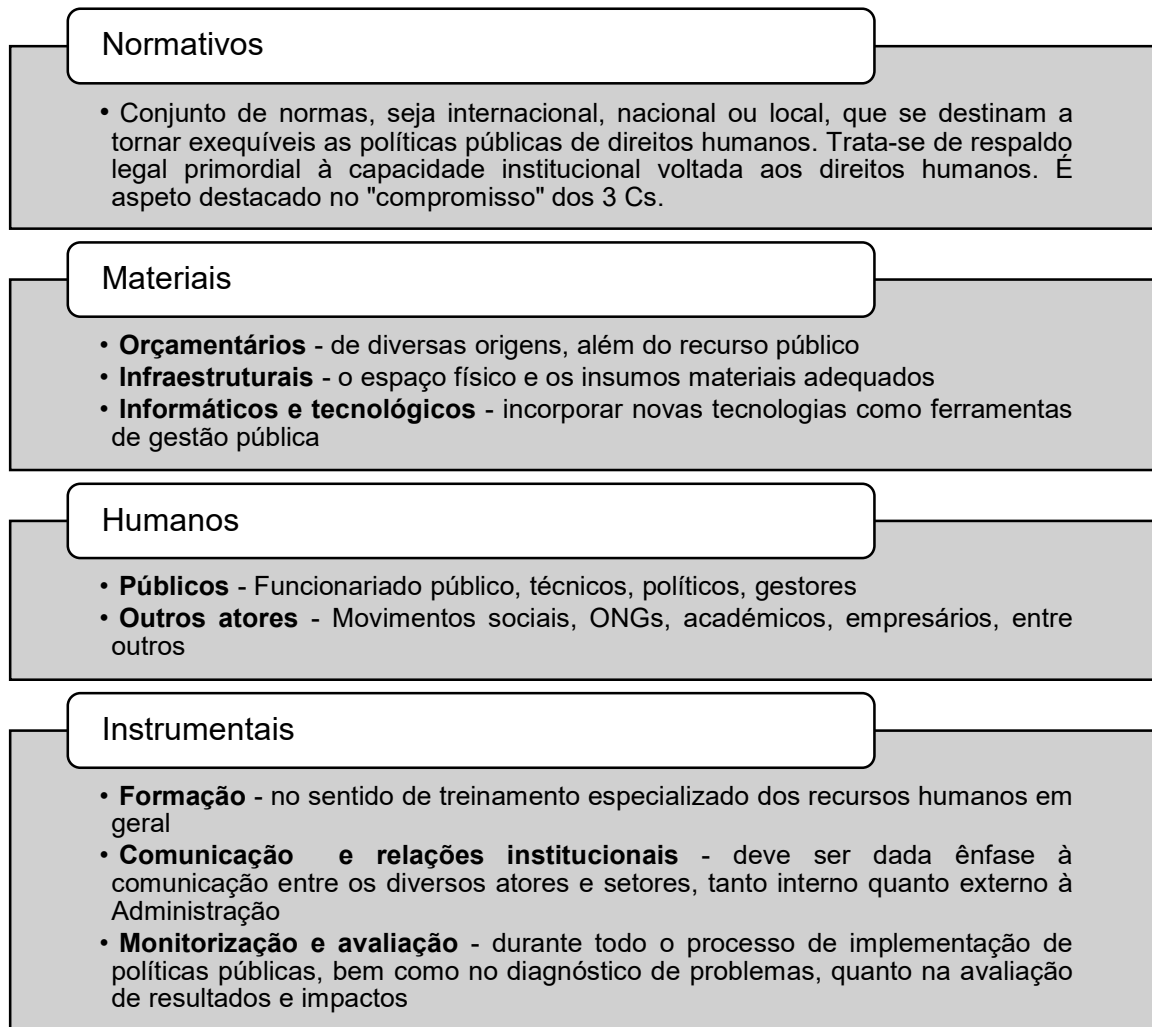 Normativos
• Conjunto de normas, seja internacional, nacional ou local, que se destinam a
tornar exequíveis as políticas públicas de direitos humanos. Trata-se de respaldo
legal primordial à capacidade institucional voltada aos direitos humanos. É
aspeto destacado no "compromisso" dos 3 Cs.
Materiais
• Orçamentários - de diversas origens, além do recurso público
• Infraestruturais - o espaço físico e os insumos materiais adequados
• Informáticos e tecnológicos - incorporar novas tecnologias como ferramentas
de gestão pública
Humanos
• Públicos - Funcionariado público, técnicos, políticos, gestores
• Outros atores - Movimentos sociais, ONGs, académicos, empresários, entre
outros
Instrumentais
• Formação - no sentido de treinamento especializado dos recursos humanos em
geral
• Comunicação e relações institucionais - deve ser dada ênfase à
comunicação entre os diversos atores e setores, tanto interno quanto externo à
Administração
• Monitorização e avaliação - durante todo o processo de implementação de
políticas públicas, bem como no diagnóstico de problemas, quanto na avaliação
de resultados e impactos